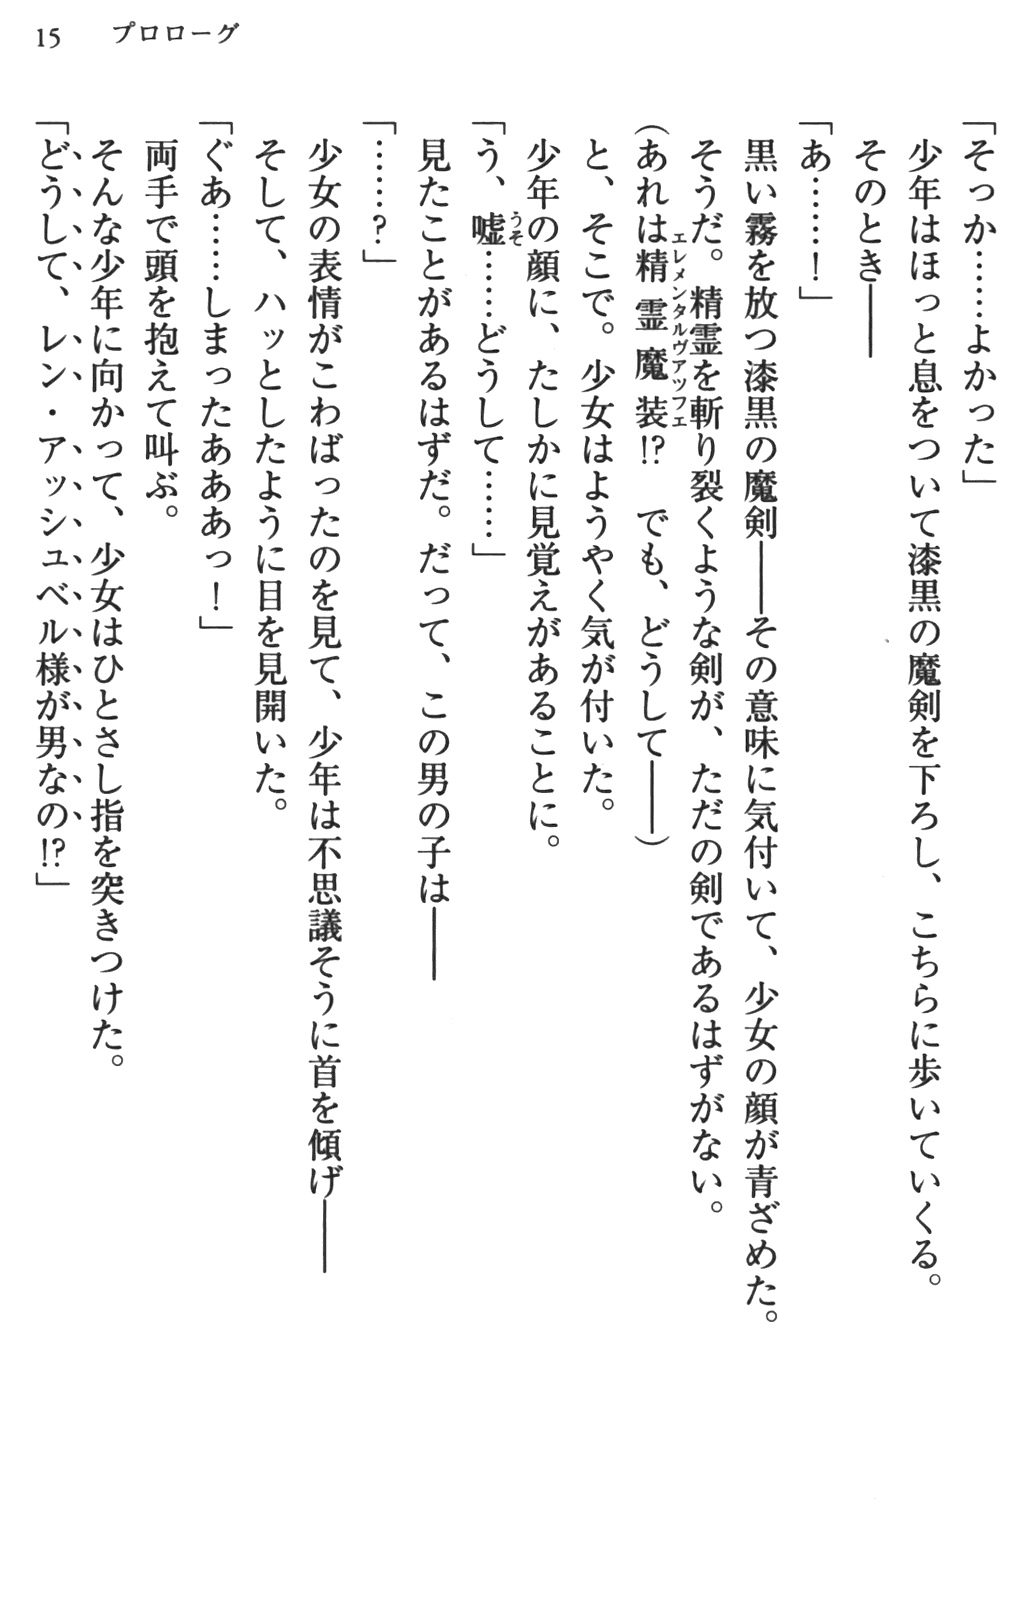 15 プロローグ
「そっか……よかった」
少年はほっと息をついて漆黒の魔剣を下ろし、こちらに歩いていくる。
そのとき――
「あ……！」
黒い霧を放つ漆黒の魔剣――その意味に気付いて、少女の顔が青ざめた。
そうだ。精霊を斬り裂くような剣が、ただの剣であるはずがない。
（あれは精霊魔装!?　でも、どうして――）
エレメンタルヴァッフェ
と、そこで。少女はようやく気が付いた。
少年の顔に、たしかに見覚えがあることに。
「う、嘘……どうして……」
うそ
見たことがあるはずだ。だって、この男の子は――
「……?」
少女の表情がこわばったのを見て、少年は不思議そうに首を傾げ――
そして、ハッとしたように目を見開いた。
「ぐあ……しまったあああっ！」
両手で頭を抱えて叫ぶ。
そんな少年に向かって、少女はひとさし指を突きつけた。
「どうして、レン・アッシュベル様が男なの!?」